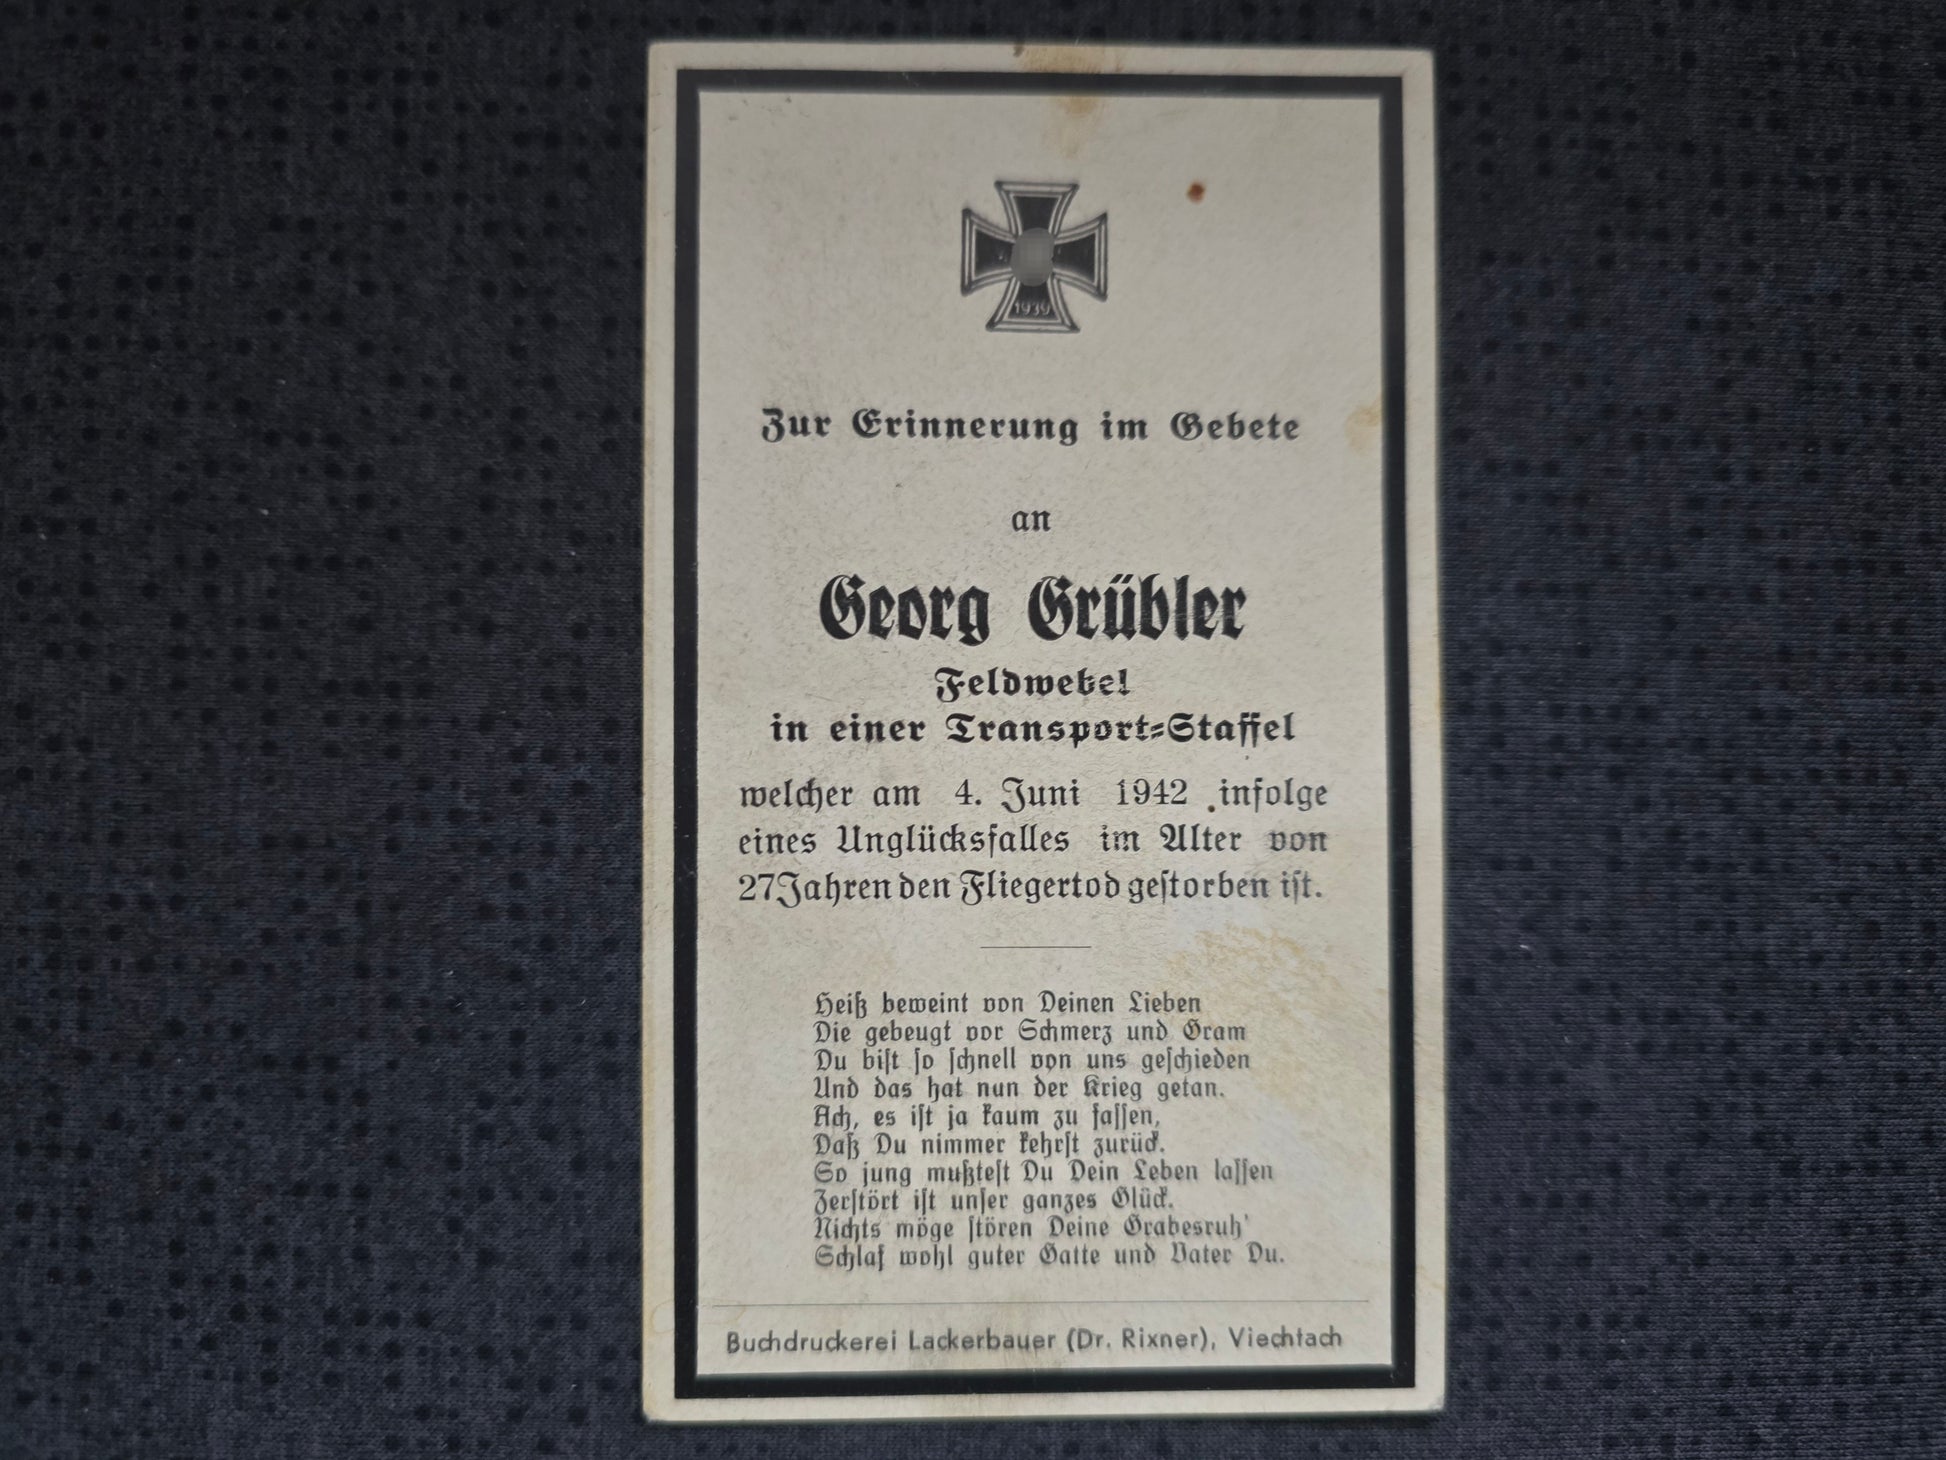 1939
Zur Erinnerung im Gebete
an
Georg Grübler
Feldwebel
in einer Transport-Staffel
welcher am 4. Juni 1942 infolge
eines Unglücksfalles im Alter von
27 Jahren den Fliegertod gestorben ist.
Heiß beweint von Deinen Lieben
Die gebeugt vor Schmerz und Gram
Du bist so schnell von uns geschieden
Und das hat nun der Krieg getan.
Ach, es ist ja kaum zu fassen,
Daß Du nimmer kehrst zurück.
So jung mußtest Du Dein Leben lassen
Zerstört ist unser ganzes Glück.
Nichts möge stören Deine Grabesruh'
Schlaf wohl guter Gatte und Vater Du.
Buchdruckerei Lackerbauer (Dr. Rixner), Viechtach